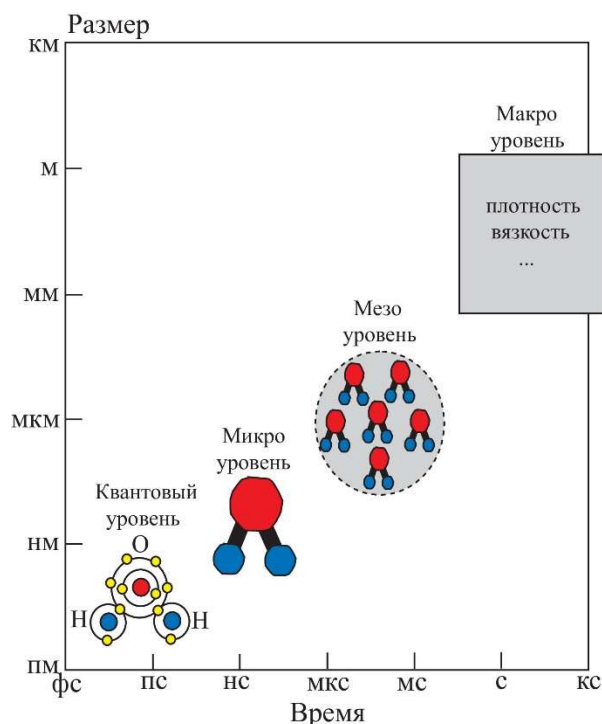 Размер
км
Макро
уровень
м
плотность
вязкость
...
мм
Мезо
уровень
мкм
Микро
уровень
Квантовый
уровень
нм
O
H
H
пм
фс
пс
нс
мкс
мс
с
кс
Время